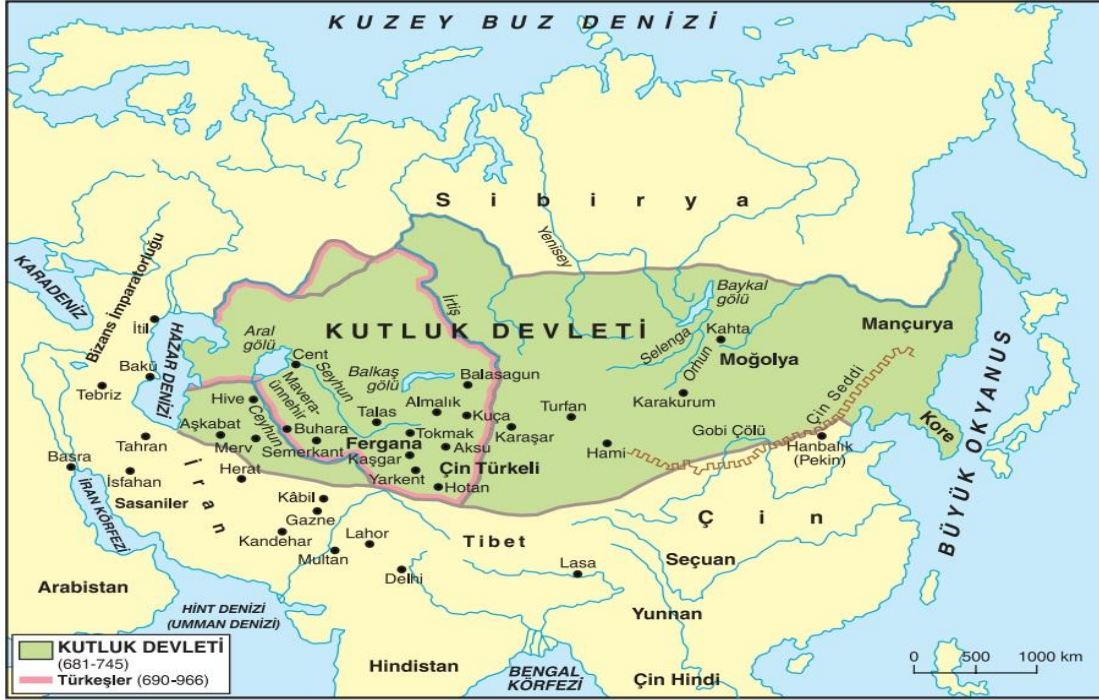 KUZEY BUZ DENİZİ
Sibirya
Yenisey
KARADENİZ
Bizans İmparatorluğu
İtil
HAZAR DENİZİ
Bakü
Tebriz
Aral
gölü
KUTLUK DEVLETİ
İrtiş
Baykal
gölü
Selenga
Kahta
Orhun
Moğolya
Mançurya
Cent
Seyhun
Balkaş
gölü
Balasagun
Karakurum
Çin Seddi
Hive
Ceyhun
Mavera-
ünnehir
Talas
Almalık
Kuça
Turfan
Aşkabat
Merv
Buhara
Semerkant
Fergana
Tokmak
Aksu
Karaşar
Hami
Gobi Çölü
Hanbalık
(Pekin)
Kore
BÜYÜK OKYANUS
Tahran
Basra
İsfahan
Sasaniler
İran
Herat
Kaşgar
Yarkent
Çin Türkeli
Hotan
İRAN KÖRFEZİ
Kâbil
Gazne
Kandehar
Multan
Lahor
Delhi
Tibet
Lasa
Çin
Seçuan
Yunnan
Arabistan
HİNT DENİZİ
(UMMAN DENİZİ)
Hindistan
BENGAL
KÖRFEZİ
Çin Hindi
KUTLUK DEVLETİ
(681-745)
Türkeşler (690-966)
0 500 1000 km